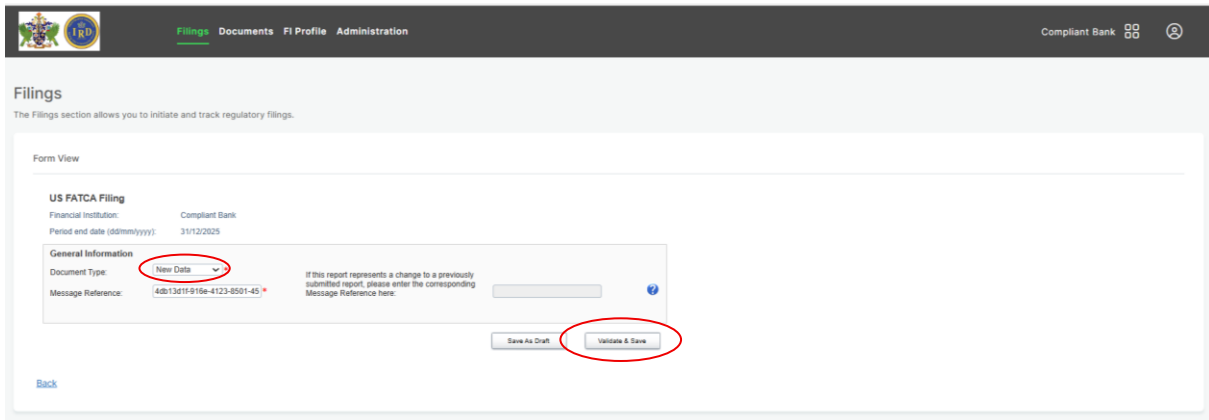 IRD
Filings Documents FI Profile Administration
Compliant Bank
Filings
The Filings section allows you to initiate and track regulatory filings.
Form View
US FATCA Filing
Financial Institution: Compliant Bank
Period end date (dd/mm/yyyy): 31/12/2025
General Information
Document Type: New Data *
If this report represents a change to a previously
submitted report, please enter the corresponding
Message Reference here:
Message Reference: 4db13d1f-916e-4123-8501-45 *
?
Save As Draft Validate & Save
Back